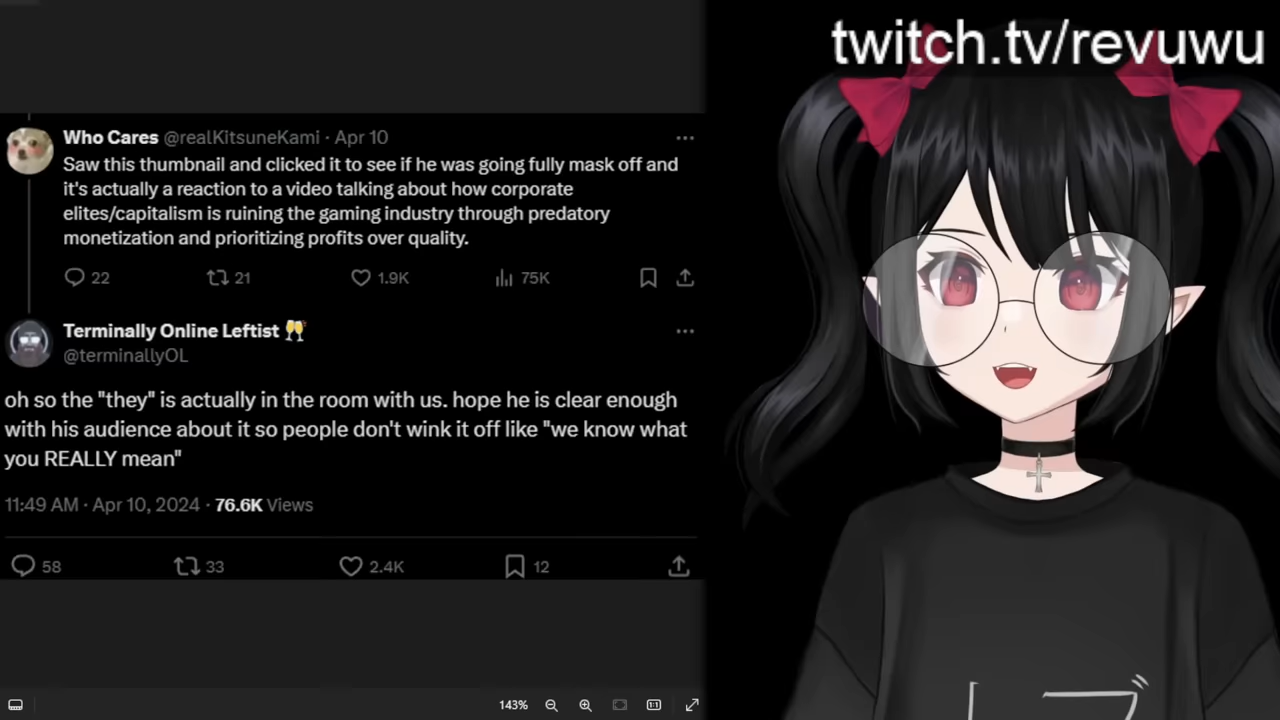 twitch.tv/revuwu
Who Cares @realKitsuneKami · Apr 10
Saw this thumbnail and clicked it to see if he was going fully mask off and
it's actually a reaction to a video talking about how corporate
elites/capitalism is ruining the gaming industry through predatory
monetization and prioritizing profits over quality.
22 21 1.9K 75K
Terminally Online Leftist 🥂
@terminallyOL
oh so the "they" is actually in the room with us. hope he is clear enough
with his audience about it so people don't wink it off like "we know what
you REALLY mean"
11:49 AM · Apr 10, 2024 · 76.6K Views
58 33 2.4K 12
143% 1:1